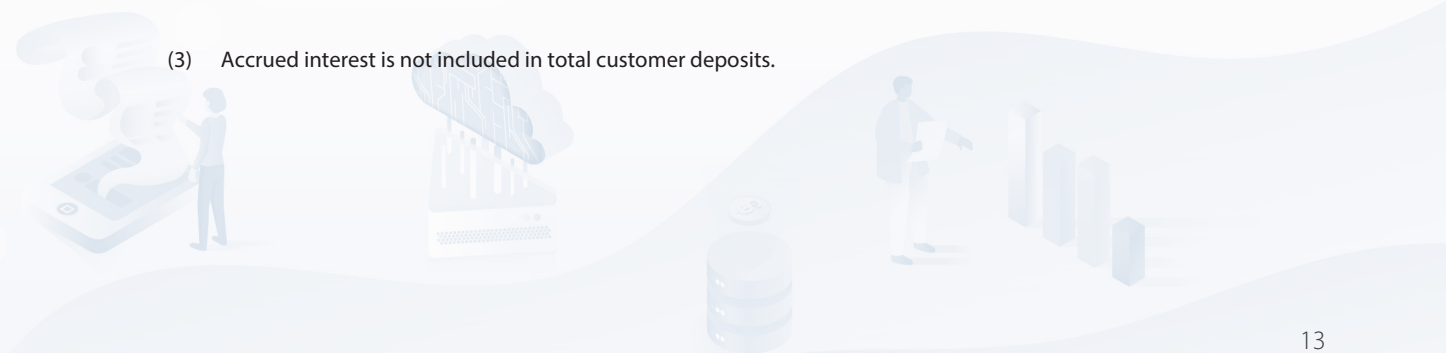 (3) Accrued interest is not included in total customer deposits.
13